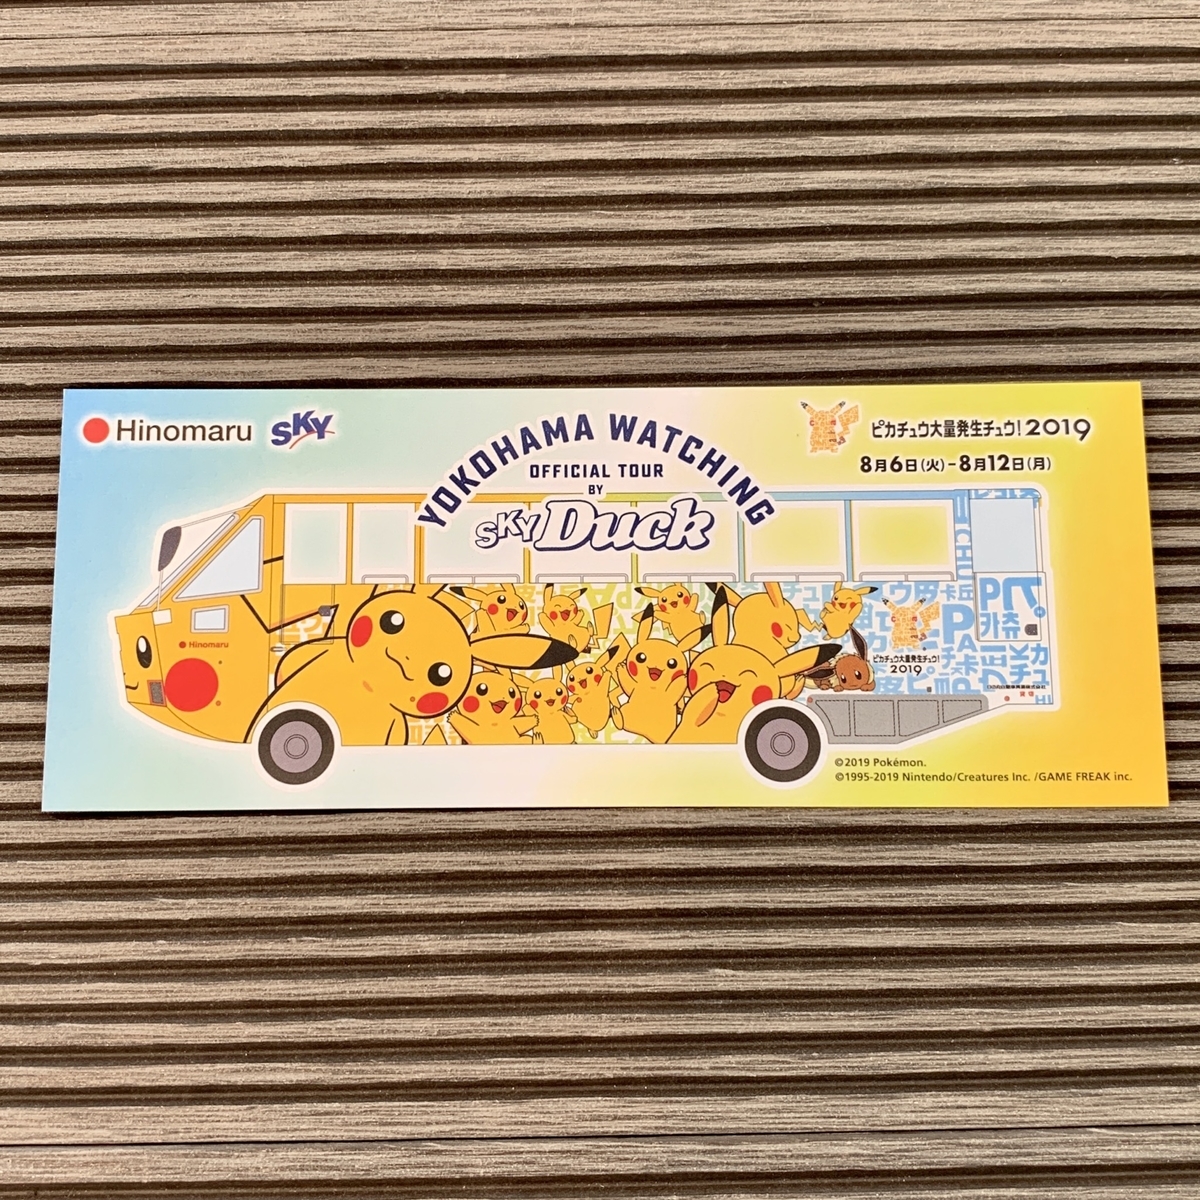 Hinomaru
SKY
YOKOHAMA WATCHING
OFFICIAL TOUR
BY
SKY Duck
ピカチュウ大量発生チュウ!2019
8月6日(火)-8月12日(月)
Hinomaru
ピカチュウ大量発生チュウ!
2019
©2019 Pokémon.
©1995-2019 Nintendo/Creatures Inc. /GAME FREAK inc.